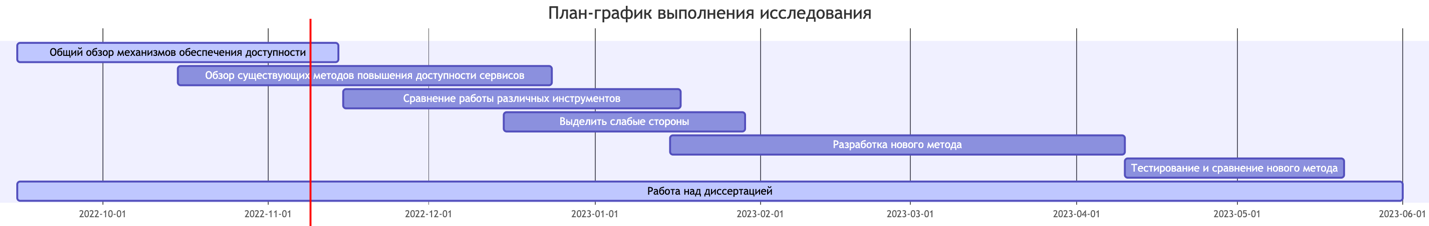 План-график выполнения исследования
Общий обзор механизмов обеспечения доступности
Обзор существующих методов повышения доступности сервисов
Сравнение работы различных инструментов
Выделить слабые стороны
Разработка нового метода
Тестирование и сравнение нового метода
Работа над диссертацией
2022-10-01 2022-11-01 2022-12-01 2023-01-01 2023-02-01 2023-03-01 2023-04-01 2023-05-01 2023-06-01